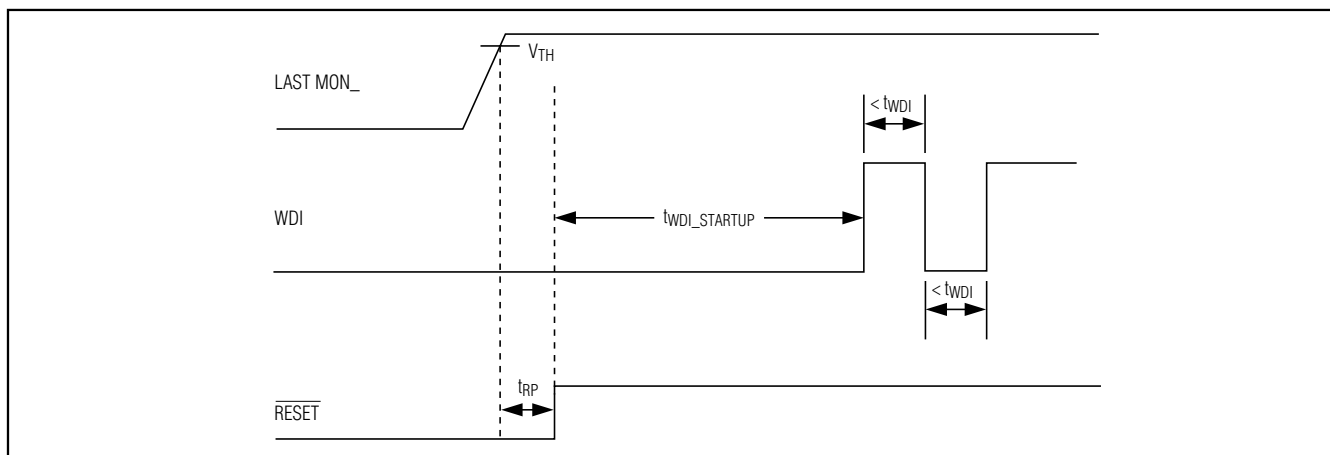 VTH
LAST MON_
< tWDI
WDI
tWDI_STARTUP
< tWDI
tRP
RESET